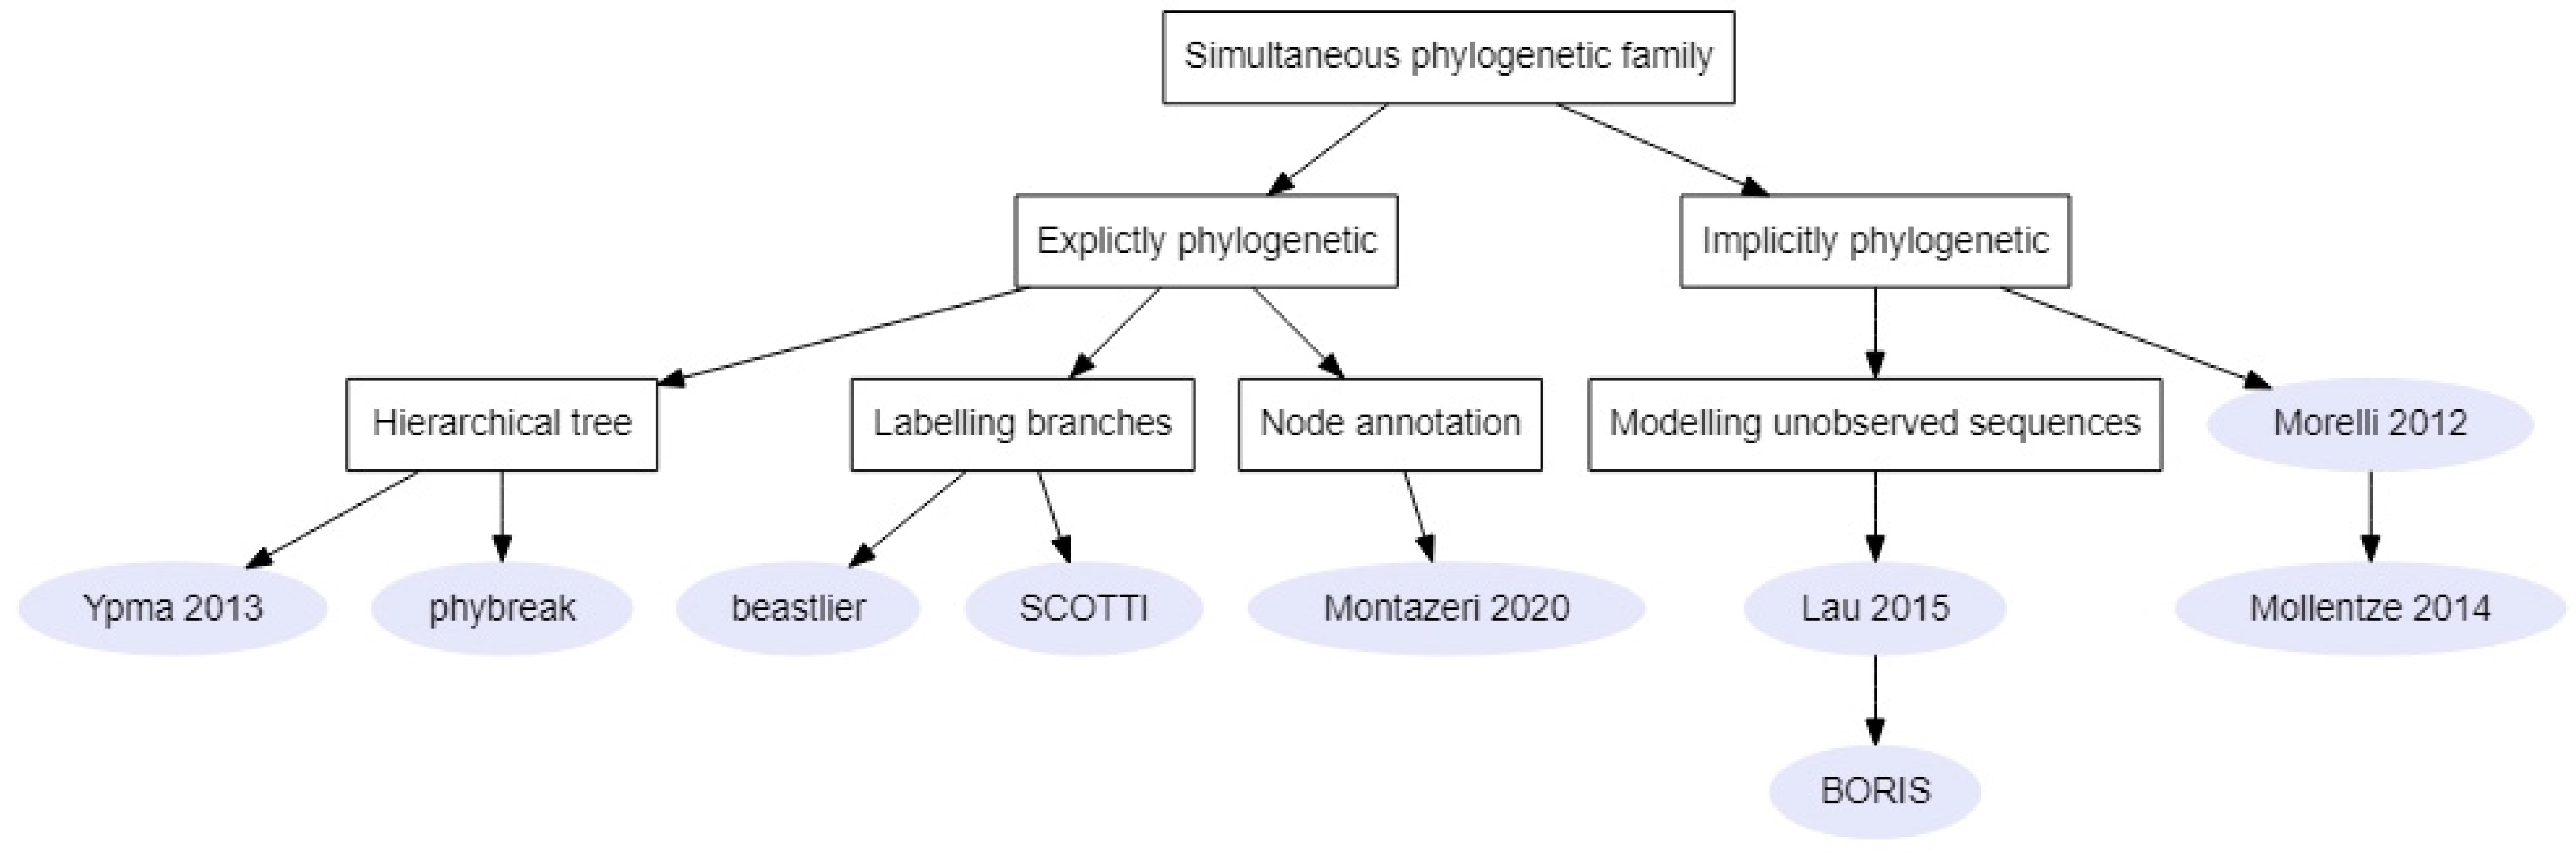 Simultaneous phylogenetic family
Explictly phylogenetic
Implicitly phylogenetic
Hierarchical tree
Labelling branches
Node annotation
Modelling unobserved sequences
Morelli 2012
Ypma 2013
phybreak
beastlier
SCOTTI
Montazeri 2020
Lau 2015
Mollentze 2014
BORIS